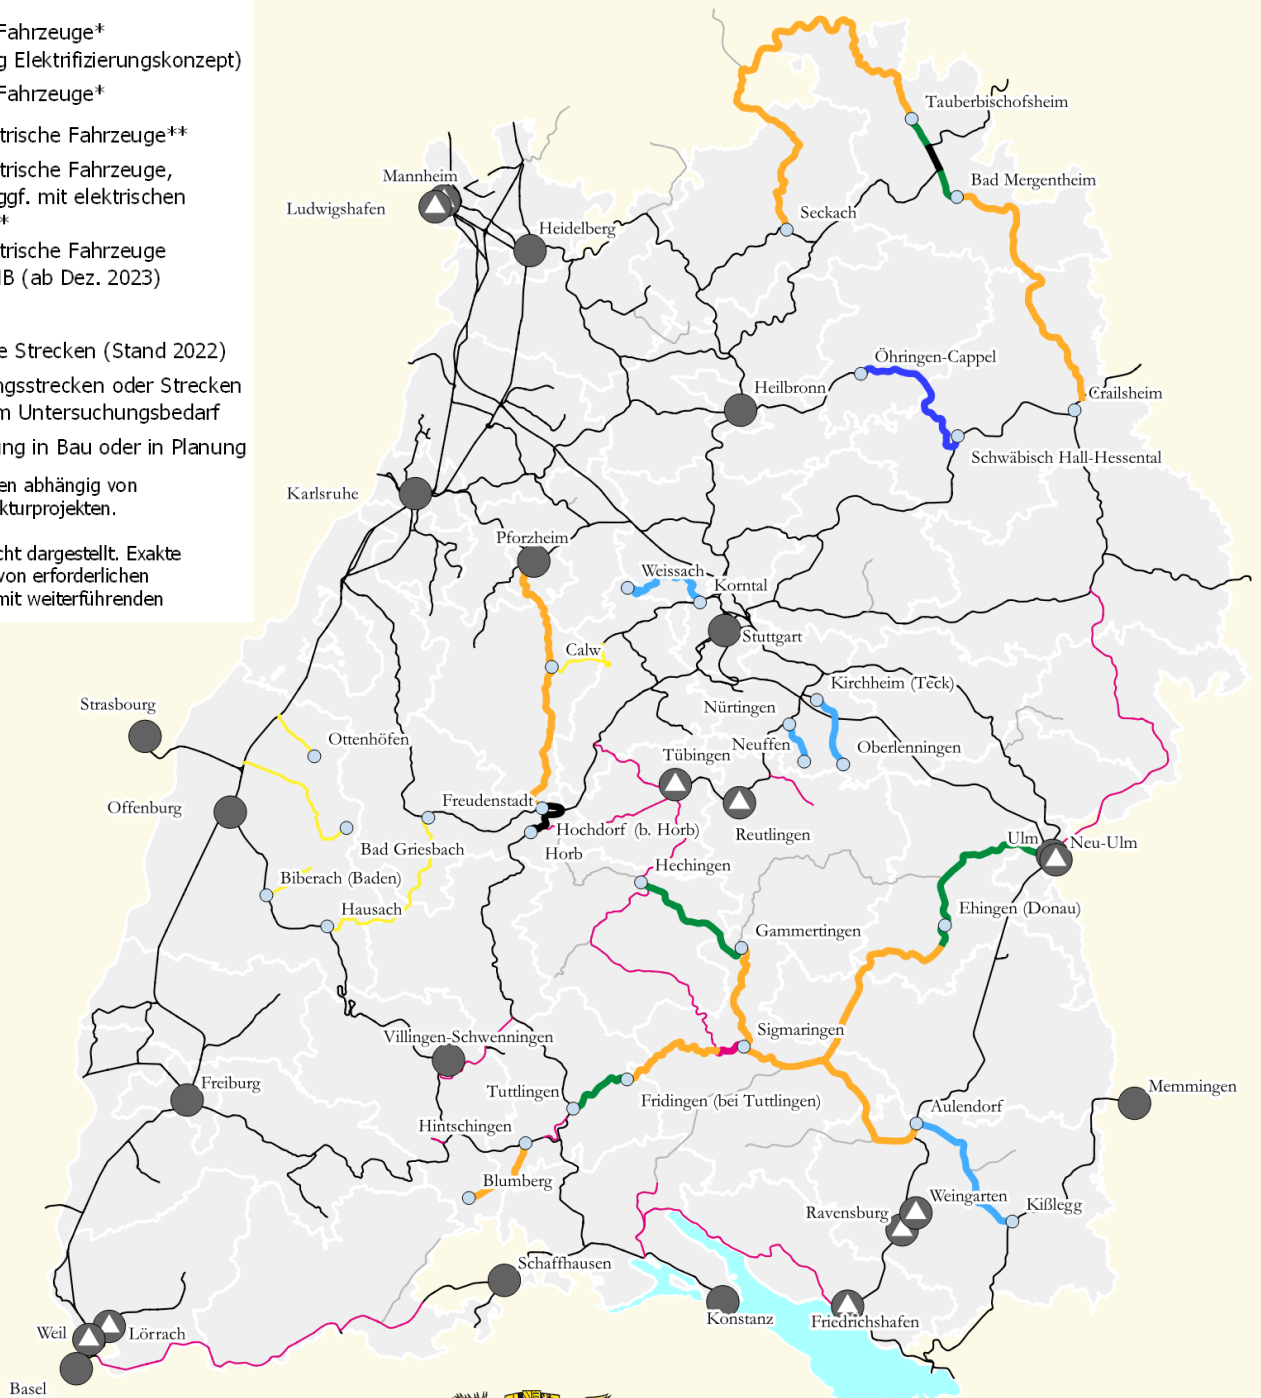 Fahrzeuge*
g Elektrifizierungskonzept)
Fahrzeuge*
trische Fahrzeuge**
trische Fahrzeuge,
ggf. mit elektrischen
*
trische Fahrzeuge
IB (ab Dez. 2023)
e Strecken (Stand 2022)
ngsstrecken oder Strecken
m Untersuchungsbedarf
ung in Bau oder in Planung
en abhängig von
kturprojekten.
cht dargestellt. Exakte
von erforderlichen
mit weiterführenden
Tauberbischofsheim
Mannheim
Bad Mergentheim
Ludwigshafen
Seckach
Heidelberg
Öhringen-Cappel
Heilbronn
Crailsheim
Schwäbisch Hall-Hessental
Karlsruhe
Pforzheim
Weissach
Korntal
Stuttgart
Calw
Kirchheim (Teck)
Strasbourg
Nürtingen
Ottenhöfen
Neuffen
Oberlenningen
Tübingen
Freudenstadt
Offenburg
Hochdorf (b. Horb)
Reutlingen
Ulm
Neu-Ulm
Bad Griesbach
Horb
Hechingen
Biberach (Baden)
Hausach
Ehingen (Donau)
Gammertingen
Sigmaringen
Villingen-Schwenningen
Freiburg
Memmingen
Tuttlingen
Fridingen (bei Tuttlingen)
Aulendorf
Hintschingen
Blumberg
Weingarten
Kißlegg
Ravensburg
Schaffhausen
Konstanz
Friedrichshafen
Weil
Lörrach
Basel